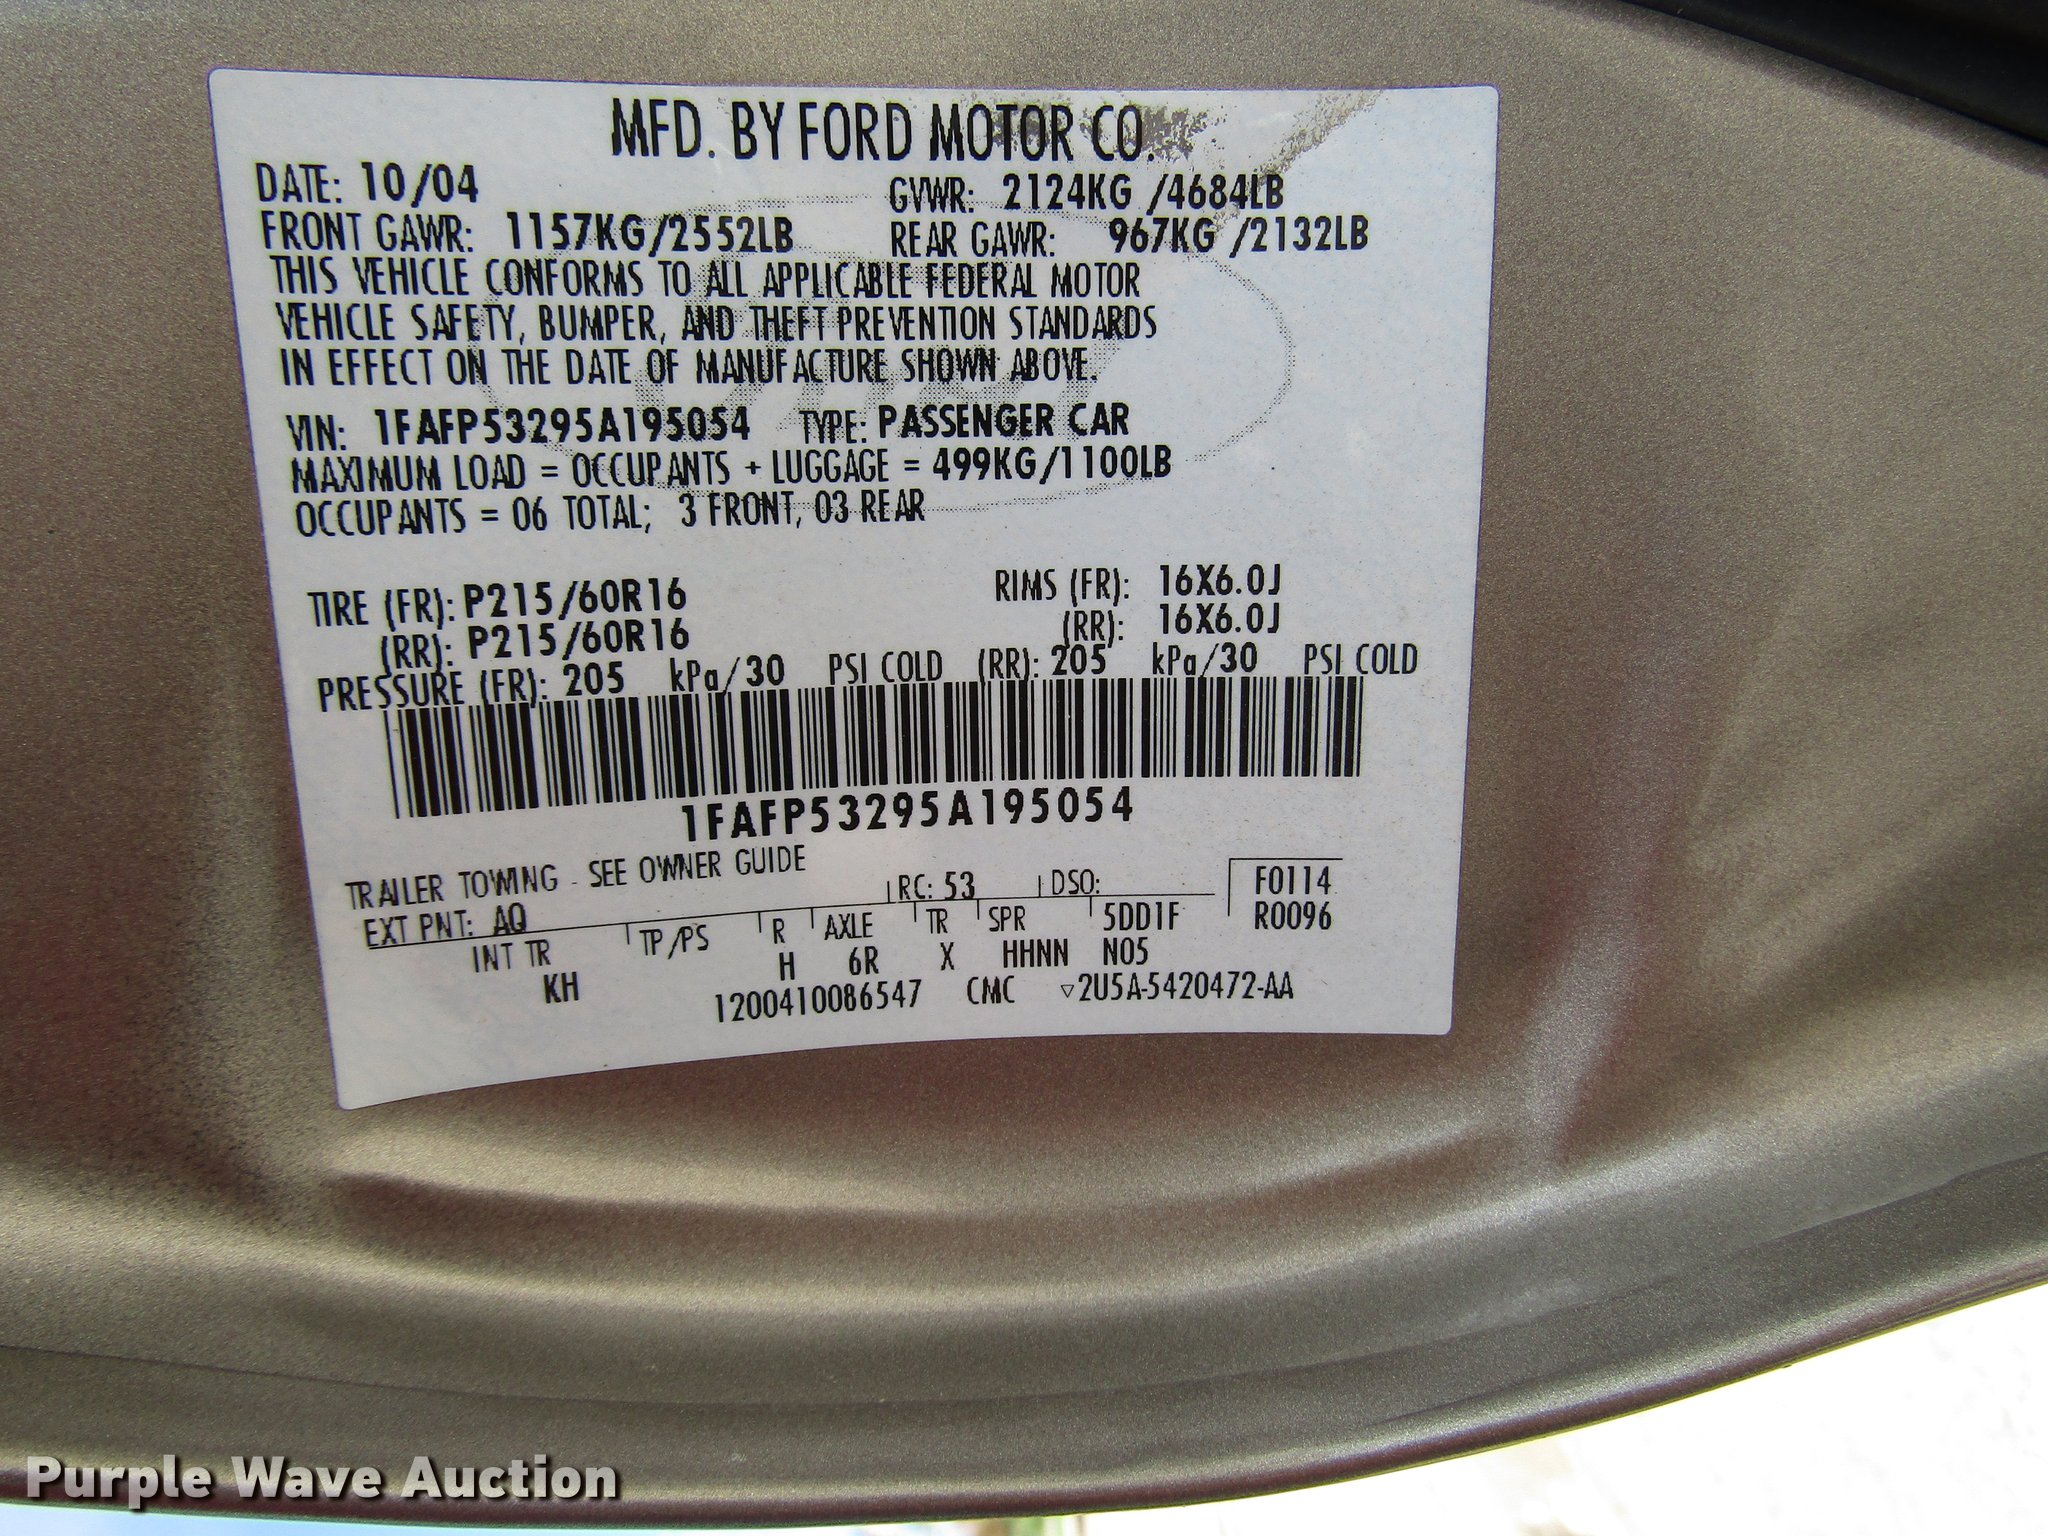 MFD. BY FORD MOTOR CO.
DATE: 10/04 GVWR: 2124KG /4684LB
FRONT GAWR: 1157KG/2552LB REAR GAWR: 967KG /2132LB
THIS VEHICLE CONFORMS TO ALL APPLICABLE FEDERAL MOTOR
VEHICLE SAFETY, BUMPER, AND THEFT PREVENTION STANDARDS
IN EFFECT ON THE DATE OF MANUFACTURE SHOWN ABOVE.
VIN: 1FAFP53295A195054 TYPE: PASSENGER CAR
MAXIMUM LOAD = OCCUPANTS + LUGGAGE = 499KG/1100LB
OCCUPANTS = 06 TOTAL; 3 FRONT, 03 REAR
TIRE (FR): P215/60R16 RIMS (FR): 16X6.0J
(RR): P215/60R16 (RR): 16X6.0J
PRESSURE (FR): 205 kPa/30 PSI COLD (RR): 205 kPa/30 PSI COLD
1FAFP53295A195054
TRAILER TOWING - SEE OWNER GUIDE
EXT PNT: AQ RC: 53 DSO: F0114
INT TR TP/PS R AXLE TR SPR 5DD1F R0096
KH H 6R X HHNN N05
1200410086547 CMC ▽2U5A-5420472-AA
Purple Wave Auction